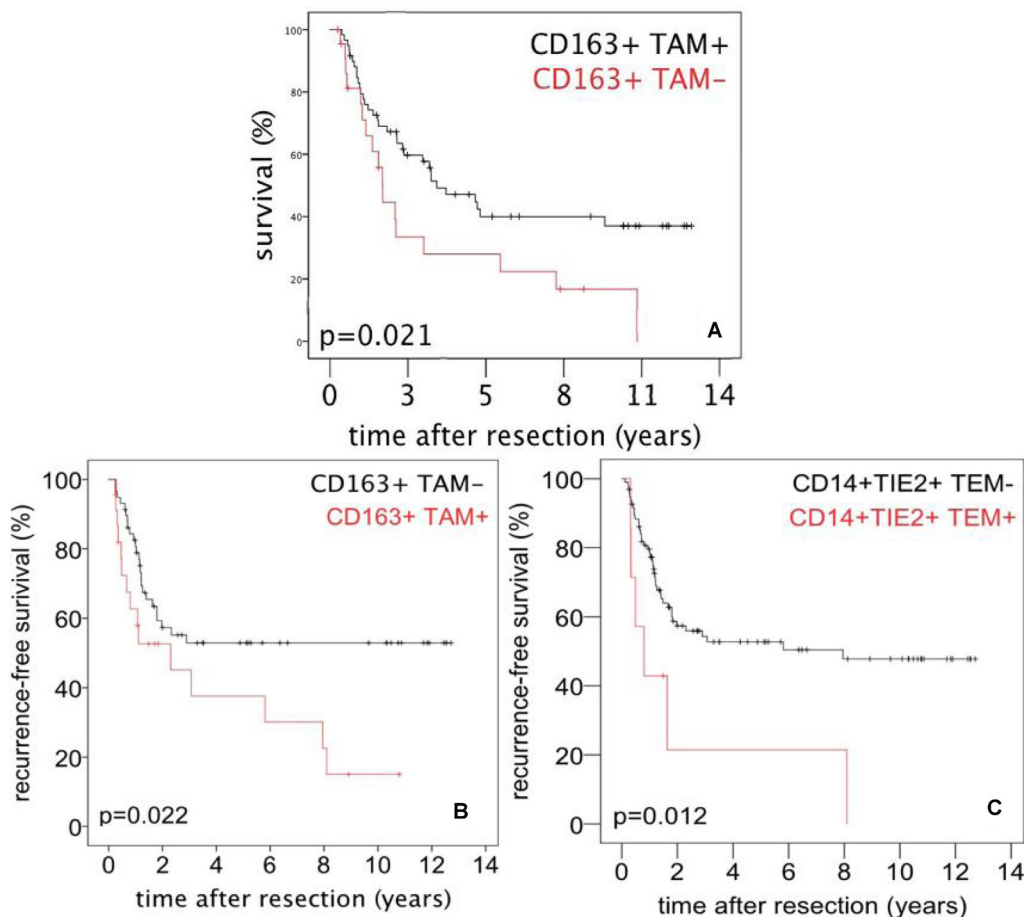 CD163+ TAM+
CD163+ TAM-
survival (%)
100
80
60
40
20
0
p=0.021
A
0 3 5 8 11 14
time after resection (years)
CD163+ TAM-
CD163+ TAM+
recurrence-free surivival (%)
100
80
60
40
20
0
p=0.022
B
0 2 4 6 8 10 12 14
time after resection (years)
CD14+TIE2+ TEM-
CD14+TIE2+ TEM+
recurrence-free surivival (%)
100
80
60
40
20
0
p=0.012
C
0 2 4 6 8 10 12 14
time after resection (years)